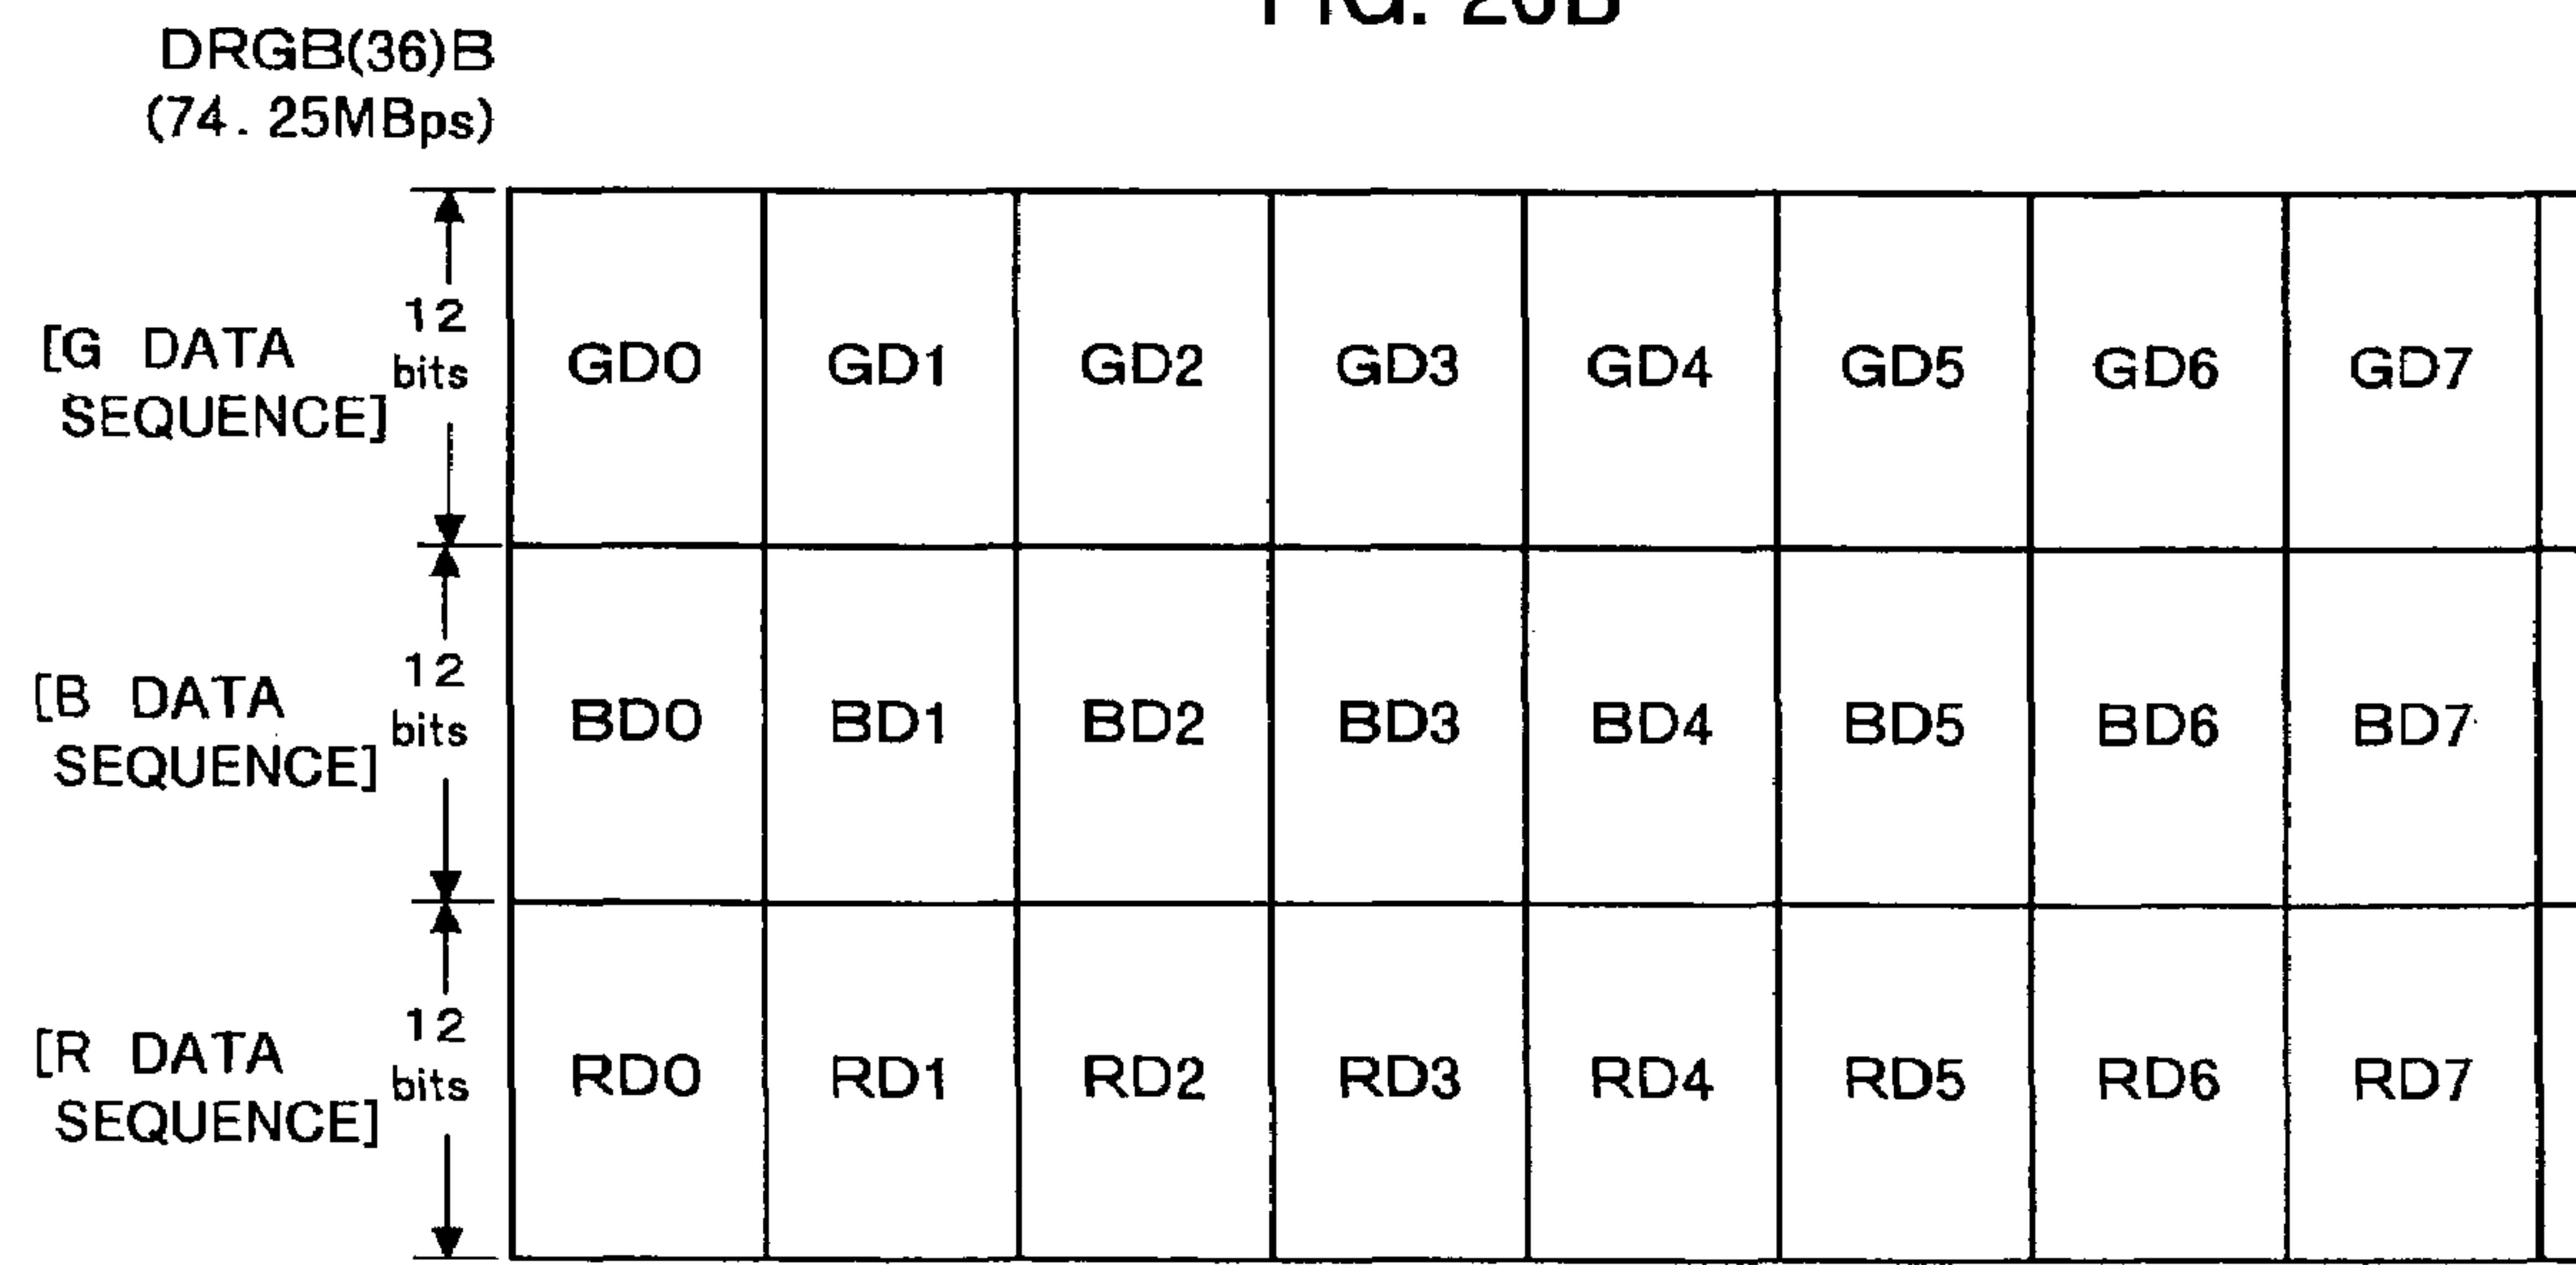 FIG. 20B
DRGB(36)B
(74. 25MBps)
[G DATA
SEQUENCE]
12
bits
GD0 GD1 GD2 GD3 GD4 GD5 GD6 GD7
[B DATA
SEQUENCE]
12
bits
BD0 BD1 BD2 BD3 BD4 BD5 BD6 BD7
[R DATA
SEQUENCE]
12
bits
RD0 RD1 RD2 RD3 RD4 RD5 RD6 RD7